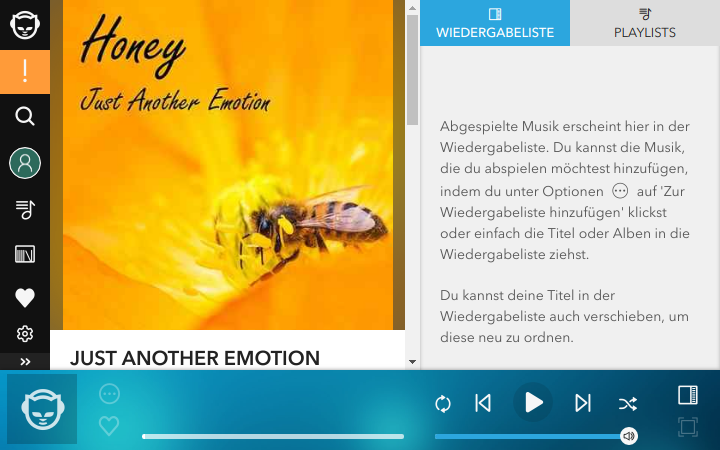 Honey
Just Another Emotion
JUST ANOTHER EMOTION
WIEDERGABELISTE
PLAYLISTS
Abgespielte Musik erscheint hier in der
Wiedergabeliste. Du kannst die Musik,
die du abspielen möchtest hinzufügen,
indem du unter Optionen auf 'Zur
Wiedergabeliste hinzufügen' klickst
oder einfach die Titel oder Alben in die
Wiedergabeliste ziehst.
Du kannst deine Titel in der
Wiedergabeliste auch verschieben, um
diese neu zu ordnen.